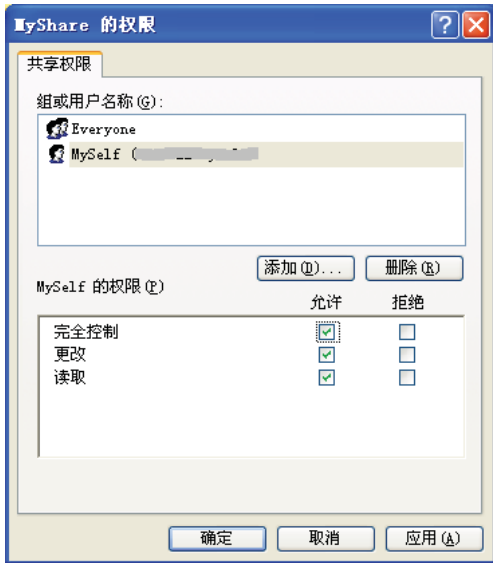 MyShare 的权限
共享权限
组或用户名称(G):
Everyone
MySelf (
添加(D)... 删除(R)
MySelf 的权限(P)
允许 拒绝
完全控制
更改
读取
确定 取消 应用(A)